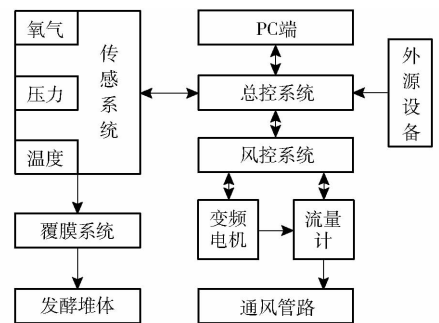 氧气
传感系统
压力
温度
PC端
总控系统
外源设备
风控系统
变频
电机
流量
计
覆膜系统
发酵堆体
通风管路